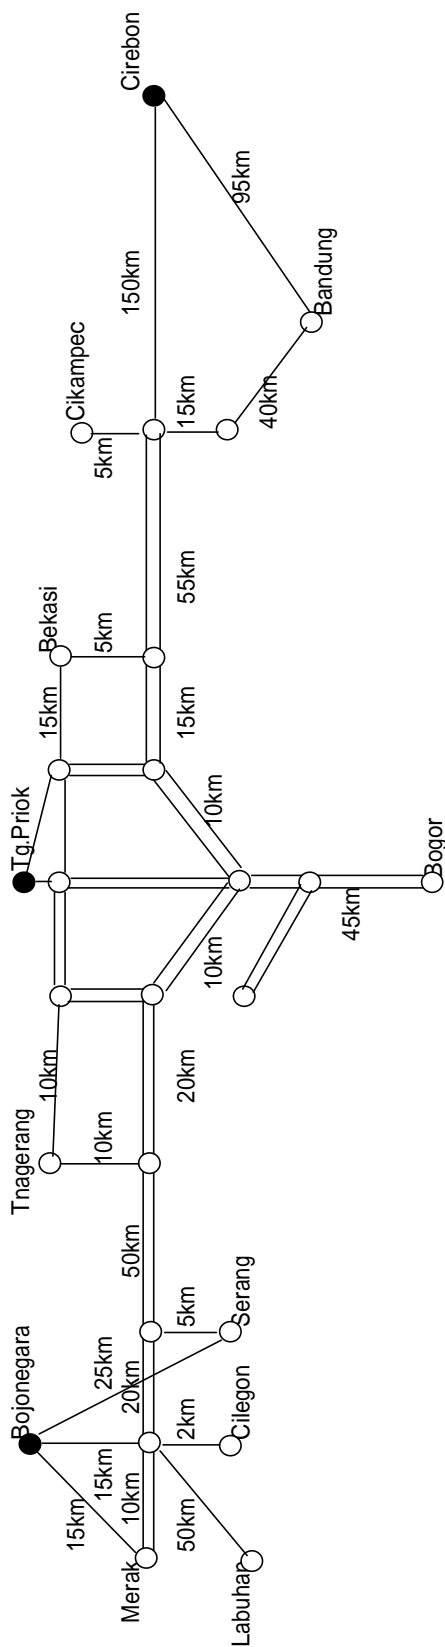 Bojonegara
Tnagerang
Tg.Priok
Bekasi
Cikampec
Cirebon
10km
15km
15km
15km
25km
10km
5km
5km
Merak
10km
20km
50km
150km
50km
2km
5km
20km
10km
10km
15km
55km
15km
95km
Labuhan
Cilegon
Serang
40km
Bandung
45km
Bogor